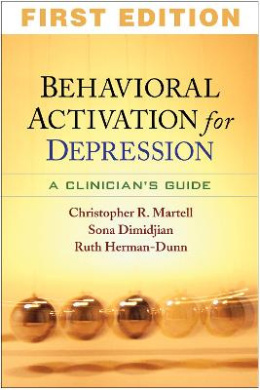 FIRST EDITION
BEHAVIORAL
ACTIVATION for
DEPRESSION
A CLINICIAN'S GUIDE
Christopher R. Martell
Sona Dimidjian
Ruth Herman-Dunn